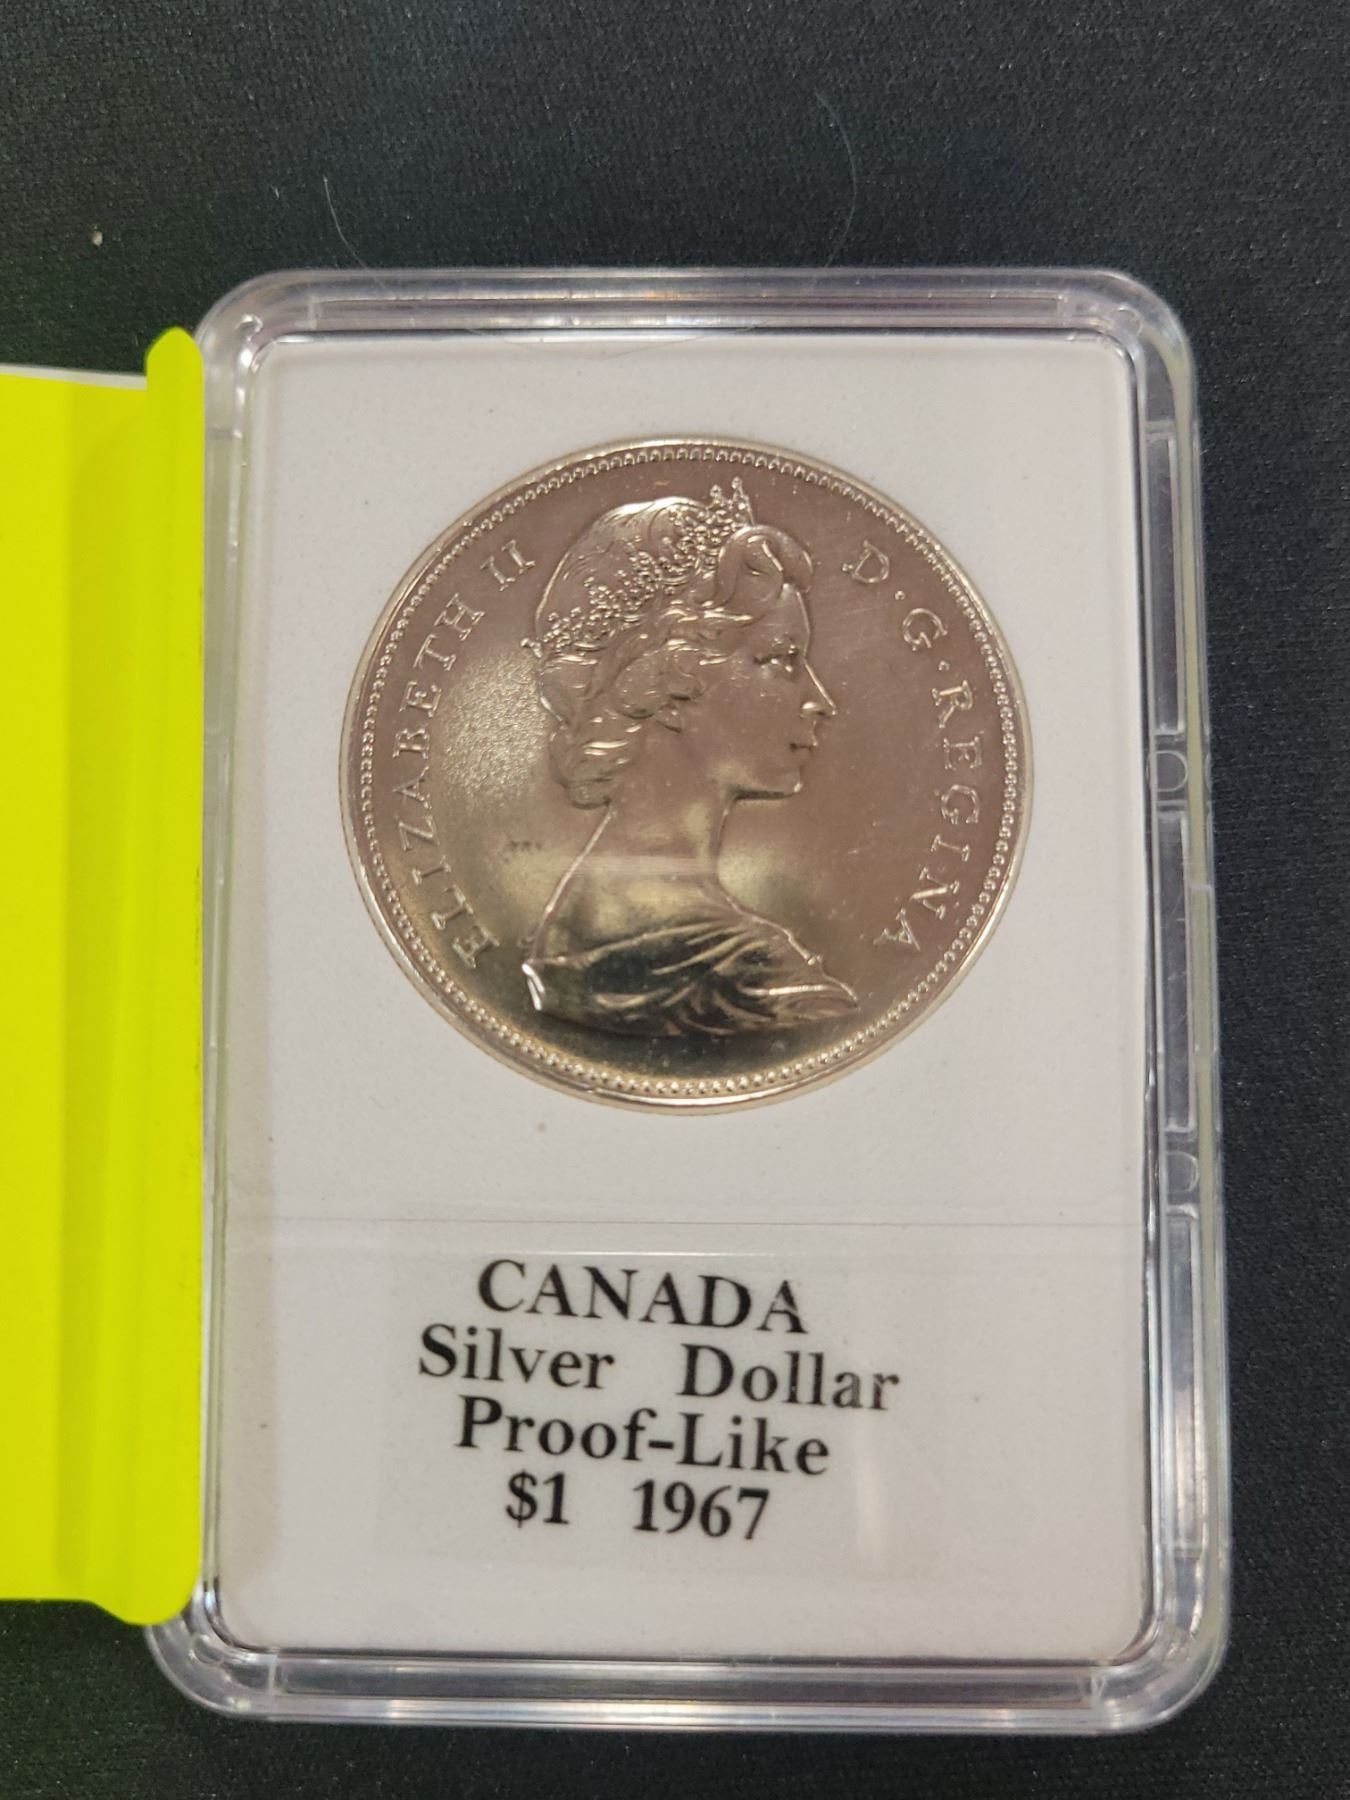 ELIZABETH II D·G·REGINA
CANADA
Silver Dollar
Proof-Like
$1 1967